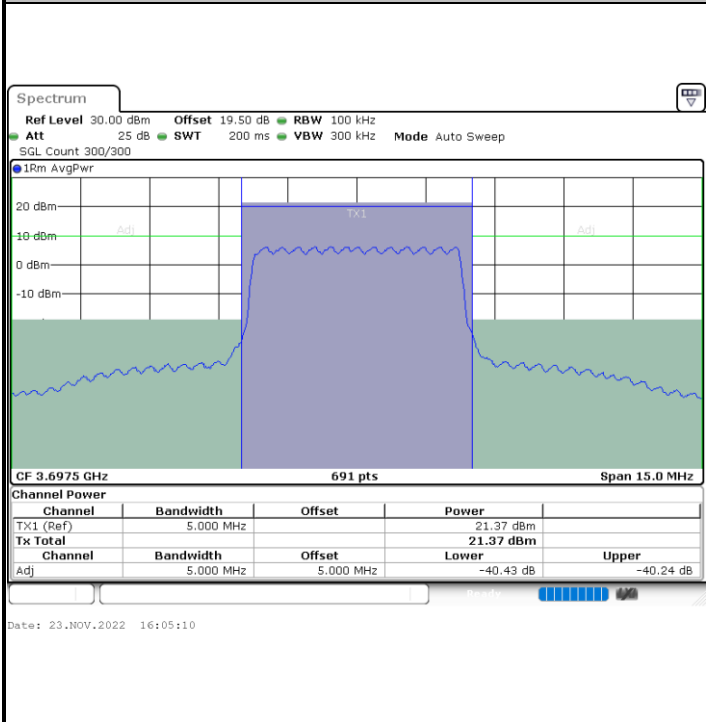 Spectrum
Ref Level 30.00 dBm Offset 19.50 dB RBW 100 kHz
Att 25 dB SWT 200 ms VBW 300 kHz Mode Auto Sweep
SGL Count 300/300
1Rm AvgPwr
20 dBm
TX1
10 dBm
Adj
Adj
0 dBm
-10 dBm
CF 3.6975 GHz 691 pts Span 15.0 MHz
Channel Power
Channel Bandwidth Offset Power
TX1 (Ref) 5.000 MHz 21.37 dBm
Tx Total 21.37 dBm
Channel Bandwidth Offset Lower Upper
Adj 5.000 MHz 5.000 MHz -40.43 dB -40.24 dB
Ready
Date: 23.NOV.2022 16:05:10